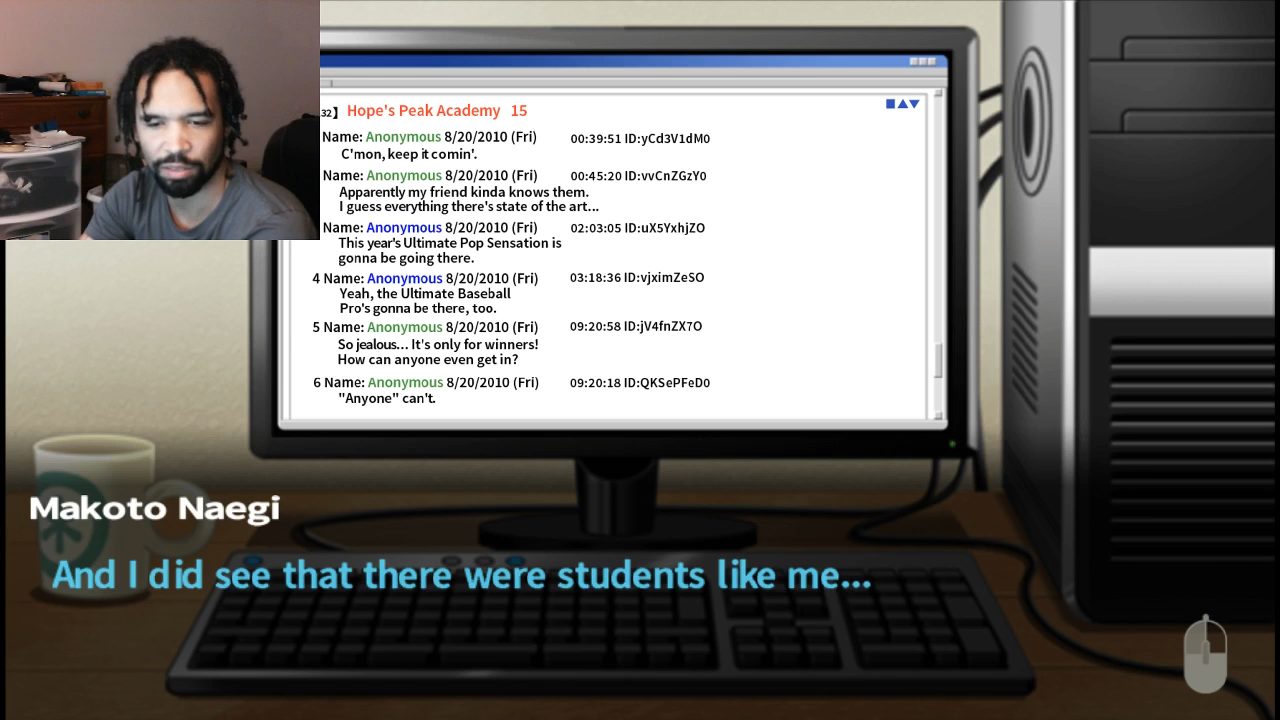 32】 Hope's Peak Academy 15
Name: Anonymous 8/20/2010 (Fri) 00:39:51 ID:yCd3V1dM0
C'mon, keep it comin'.
Name: Anonymous 8/20/2010 (Fri) 00:45:20 ID:vvCnZGzY0
Apparently my friend kinda knows them.
I guess everything there's state of the art...
Name: Anonymous 8/20/2010 (Fri) 02:03:05 ID:uX5YxhjZO
This year's Ultimate Pop Sensation is
gonna be going there.
4 Name: Anonymous 8/20/2010 (Fri) 03:18:36 ID:vjximZeSO
Yeah, the Ultimate Baseball
Pro's gonna be there, too.
5 Name: Anonymous 8/20/2010 (Fri) 09:20:58 ID:jV4fnZX7O
So jealous... It's only for winners!
How can anyone even get in?
6 Name: Anonymous 8/20/2010 (Fri) 09:20:18 ID:QKSePFeD0
"Anyone" can't.
Makoto Naegi
And I did see that there were students like me...